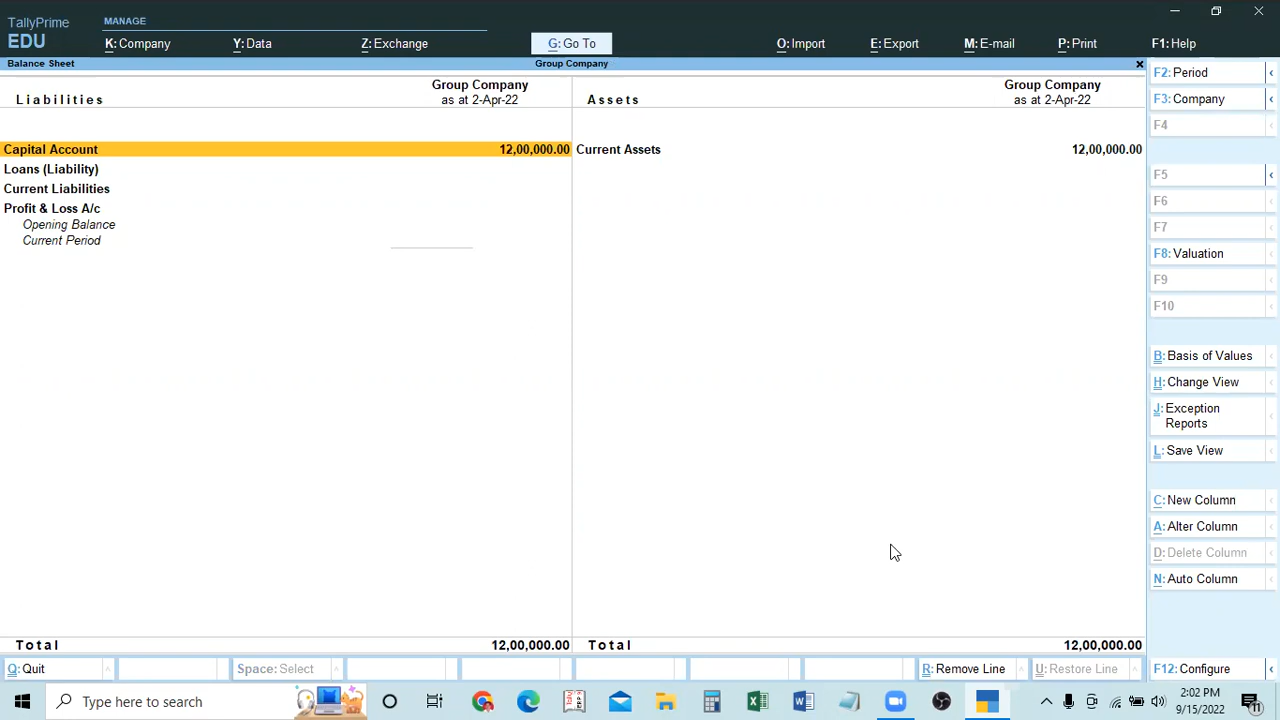 TallyPrime
EDU
MANAGE
K: Company
Y: Data
Z: Exchange
G: Go To
O: Import
E: Export
M: E-mail
P: Print
F1: Help
Balance Sheet
Group Company
Liabilities
Group Company
as at 2-Apr-22
Assets
Group Company
as at 2-Apr-22
Capital Account 12,00,000.00
Current Assets 12,00,000.00
Loans (Liability)
Current Liabilities
Profit & Loss A/c
Opening Balance
Current Period
Total 12,00,000.00
Total 12,00,000.00
F2: Period
F3: Company
F4
F5
F6
F7
F8: Valuation
F9
F10
B: Basis of Values
H: Change View
J: Exception
Reports
L: Save View
C: New Column
A: Alter Column
D: Delete Column
N: Auto Column
Q: Quit
Space: Select
R: Remove Line
U: Restore Line
F12: Configure
Type here to search
2:02 PM
9/15/2022